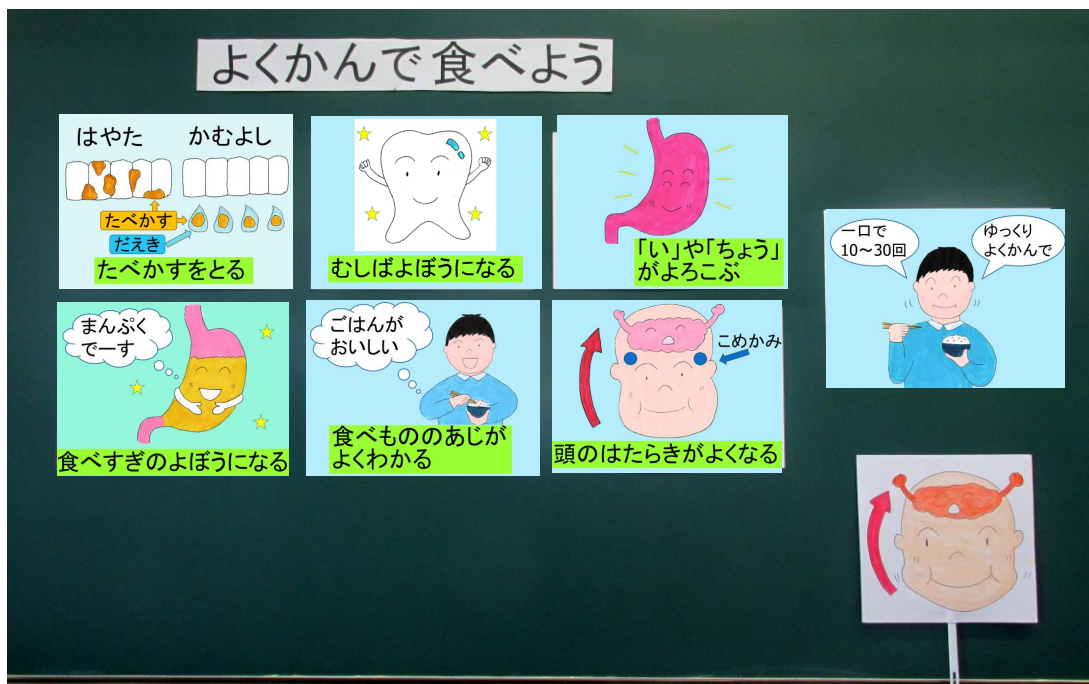 よくかんで食べよう
はやた　かむよし
たべかす
だえき
たべかすをとる
むしばよぼうになる
「い」や「ちょう」
がよろこぶ
一口で
10～30回
ゆっくり
よくかんで
まんぷく
でーす
食べすぎのよぼうになる
ごはんが
おいしい
食べもののあじが
よくわかる
こめかみ
頭のはたらきがよくなる